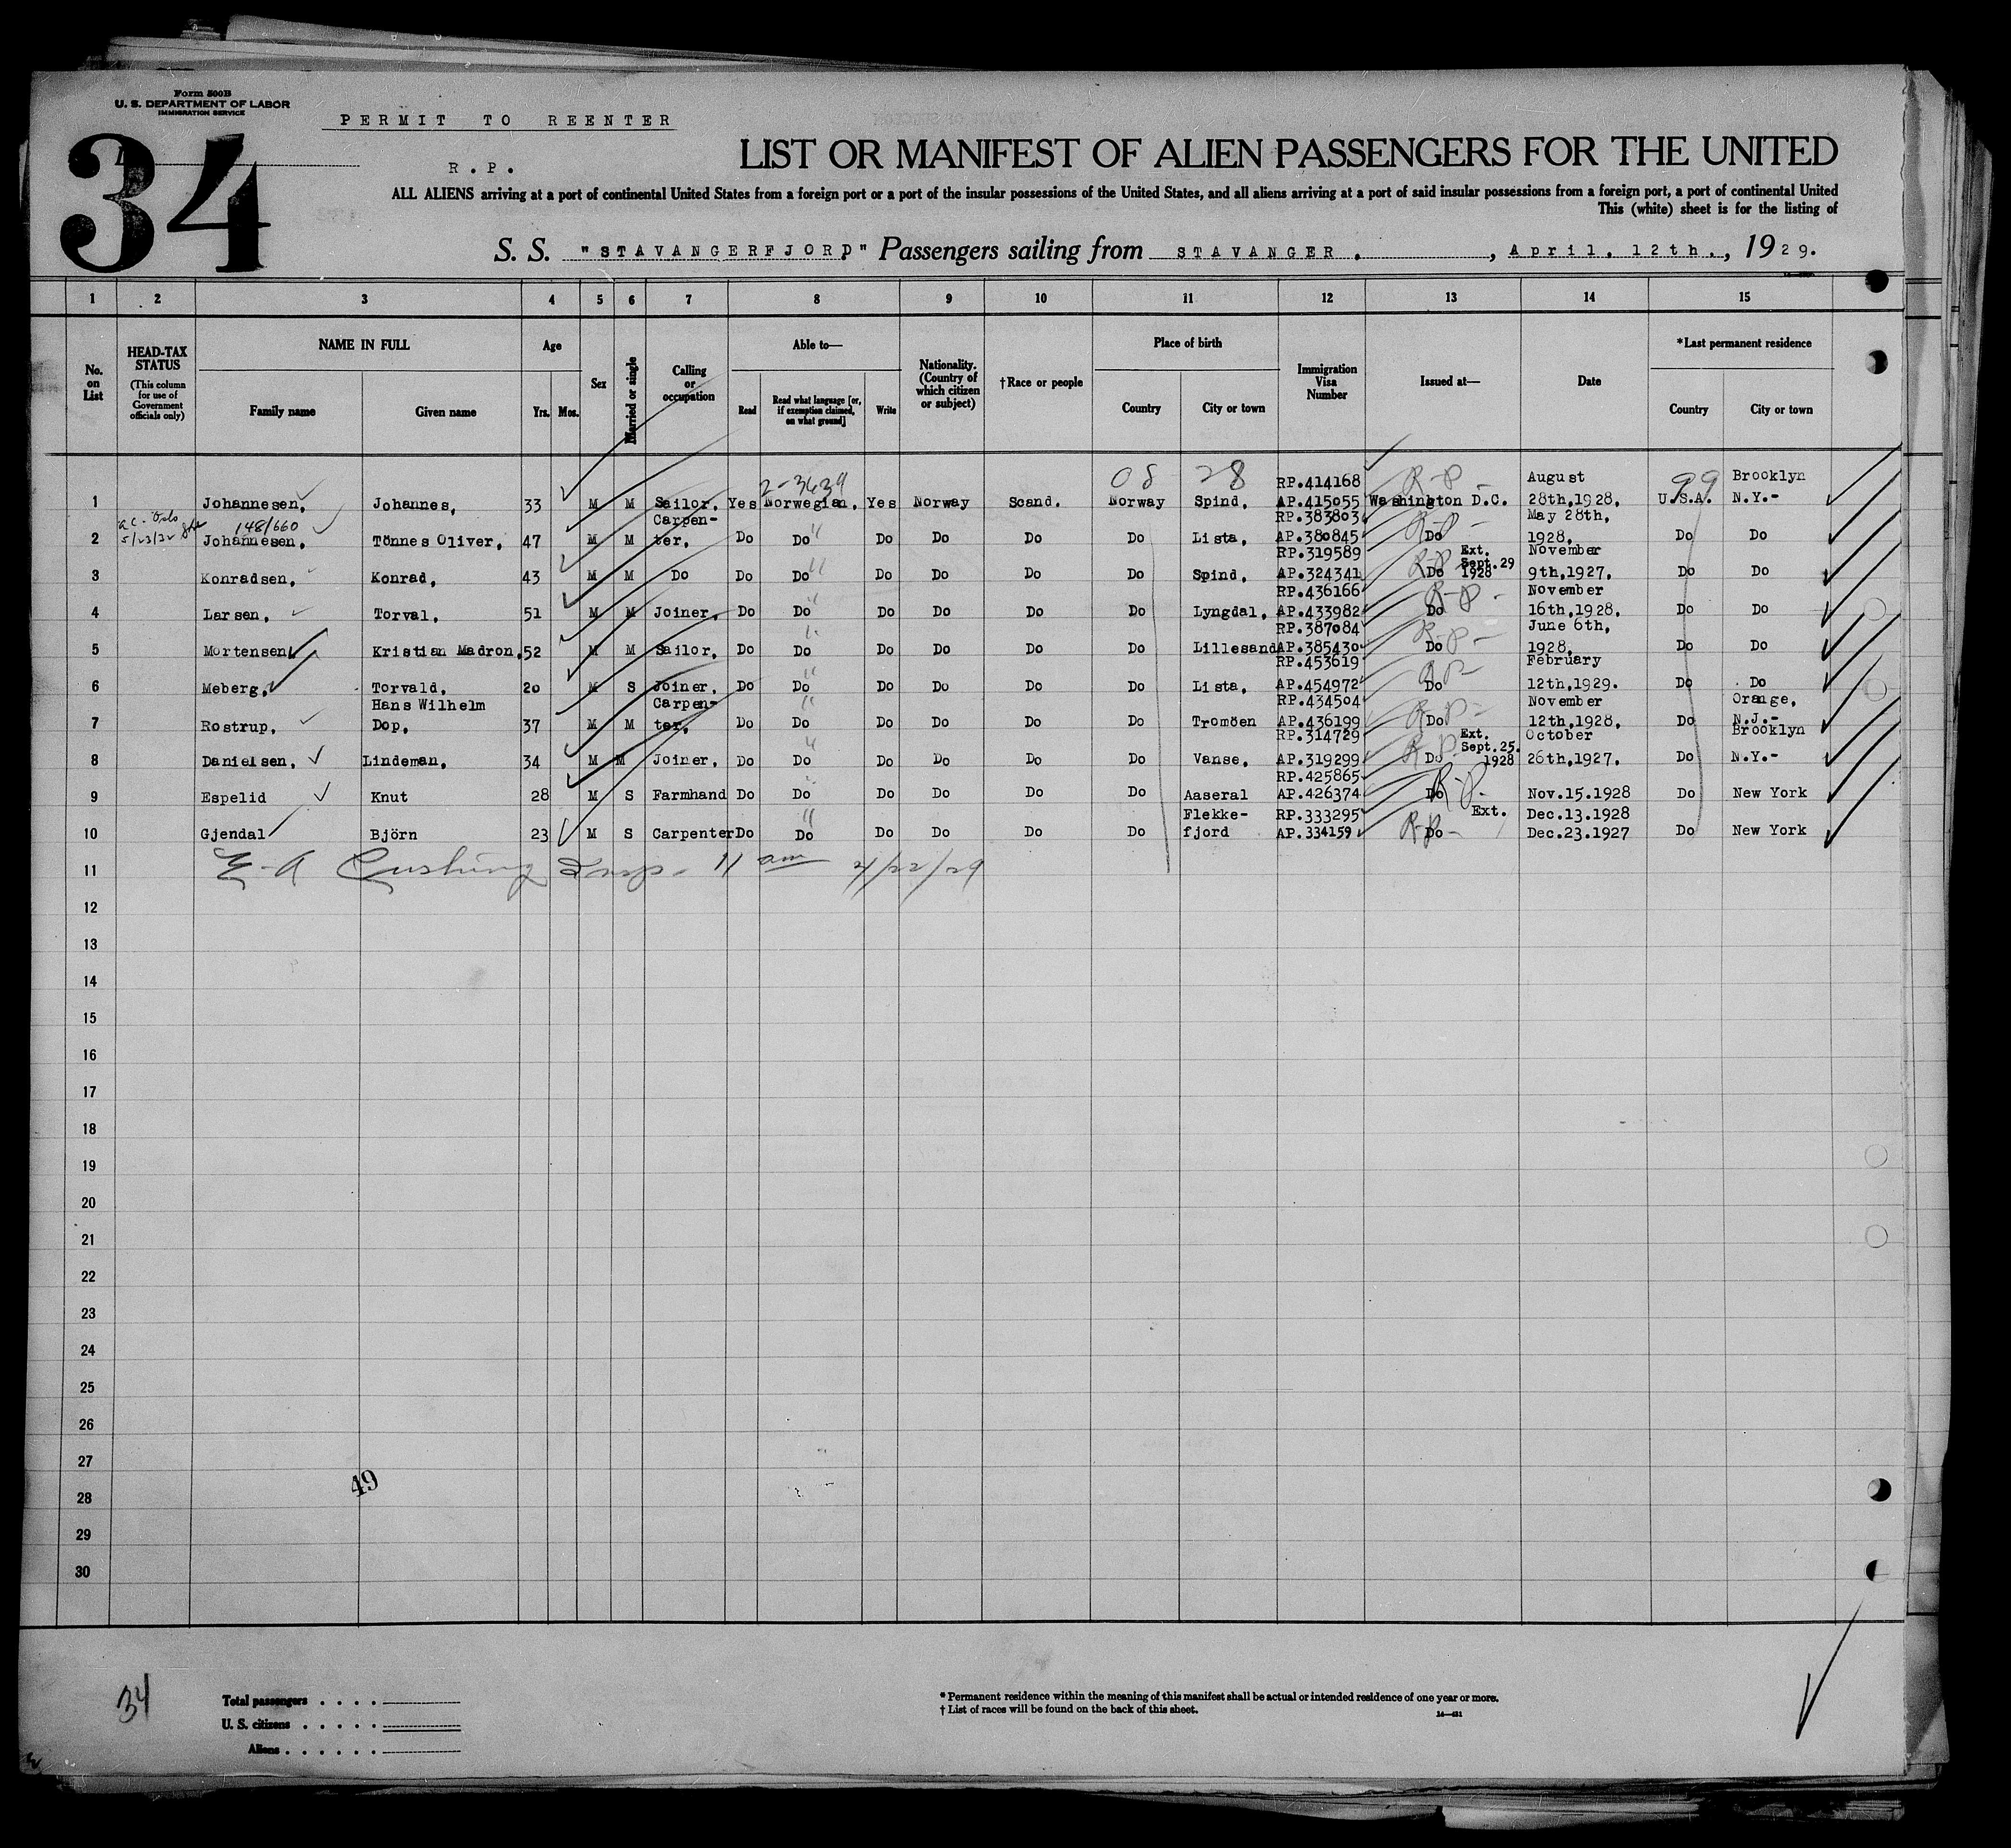 Form 500B
U. S. DEPARTMENT OF LABOR
IMMIGRATION SERVICE
PERMIT TO REENTER
R.P.
34
LIST OR MANIFEST OF ALIEN PASSENGERS FOR THE UNITED
ALL ALIENS arriving at a port of continental United States from a foreign port or a port of the insular possessions of the United States, and all aliens arriving at a port of said insular possessions from a foreign port, a port of continental United
This (white) sheet is for the listing of
S. S. "STAVANGERFJORD," Passengers sailing from STAVANGER, , April, 12th., 1929.
1 2 3 4 5 6 7 8 9 10 11 12 13 14 15
No. on List
HEAD-TAX STATUS (This column for use of Government officials only)
NAME IN FULL Family name Given name
Age Yrs. Mos.
Sex
Married or single
Calling or occupation
Able to— Read Read what language [or, if exemption claimed, on what ground] Write
Nationality. (Country of which citizen or subject)
†Race or people
Place of birth Country City or town
Immigration Visa Number
Issued at—
Date
*Last permanent residence Country City or town
2-3639 08 28 99
1 Johannesen, Johannes, 33 M M Sailor, Yes Norwegian, Yes Norway Scand. Norway Spind, RP.414168 AP.415055 R-P- Washington D.C. August 28th,1928, U.S.A. Brooklyn N.Y.-
5/23/32 148/660
2 Johannesen, Tönnes Oliver, 47 M M Carpen-ter, Do Do " Do Do Do Do Lista, RP.383803 AP.380845 R-P- Do May 28th, 1928, Do Do
3 Konradsen, Konrad, 43 M M Do Do Do " Do Do Do Do Spind, RP.319589 AP.324341 R-P Do Ext. Sept.29 1928 November 9th,1927, Do Do
4 Larsen, Torval, 51 M M Joiner, Do Do " Do Do Do Do Lyngdal, RP.436166 AP.433982 R-P- Do November 16th,1928, Do Do
5 Mortensen, Kristian Madron, 52 M M Sailor, Do Do " Do Do Do Do Lillesand RP.387084 AP.385430 R-P- Do June 6th, 1928, Do Do
6 Meberg, Torvald, 20 M S Joiner, Do Do " Do Do Do Do Lista, RP.453619 AP.454972 R P- Do February 12th,1929. Do Do
7 Rostrup, Hans Wilhelm Dop, 37 M M Carpen-ter, Do Do " Do Do Do Do Tromöen RP.434504 AP.436199 R-P- Do November 12th,1928, Do Orange, N.J.-
8 Danielsen, Lindeman, 34 M M Joiner, Do Do " Do Do Do Do Vanse, RP.314729 AP.319299 R P Do Ext. Sept.25. 1928 October 26th,1927, Do Brooklyn N.Y.-
9 Espelid Knut 28 M S Farmhand Do Do " Do Do Do Do Aaseral RP.425865 AP.426374 R-P- Do Nov.15.1928 Do New York
10 Gjendal Björn 23 M S Carpenter Do Do " Do Do Do Do Flekke-fjord RP.333295 AP.334159 R-P- Do Ext. Dec.13.1928 Dec.23.1927 Do New York
11 E-A Cushing Insp- 11 am 4/22/29
12
13
14
15
16
17
18
19
20
21
22
23
24
25
26
27
49
28
29
30
34
Total passengers . . . .
U. S. citizens . . . . .
Aliens . . . . . .
* Permanent residence within the meaning of this manifest shall be actual or intended residence of one year or more.
† List of races will be found on the back of this sheet.